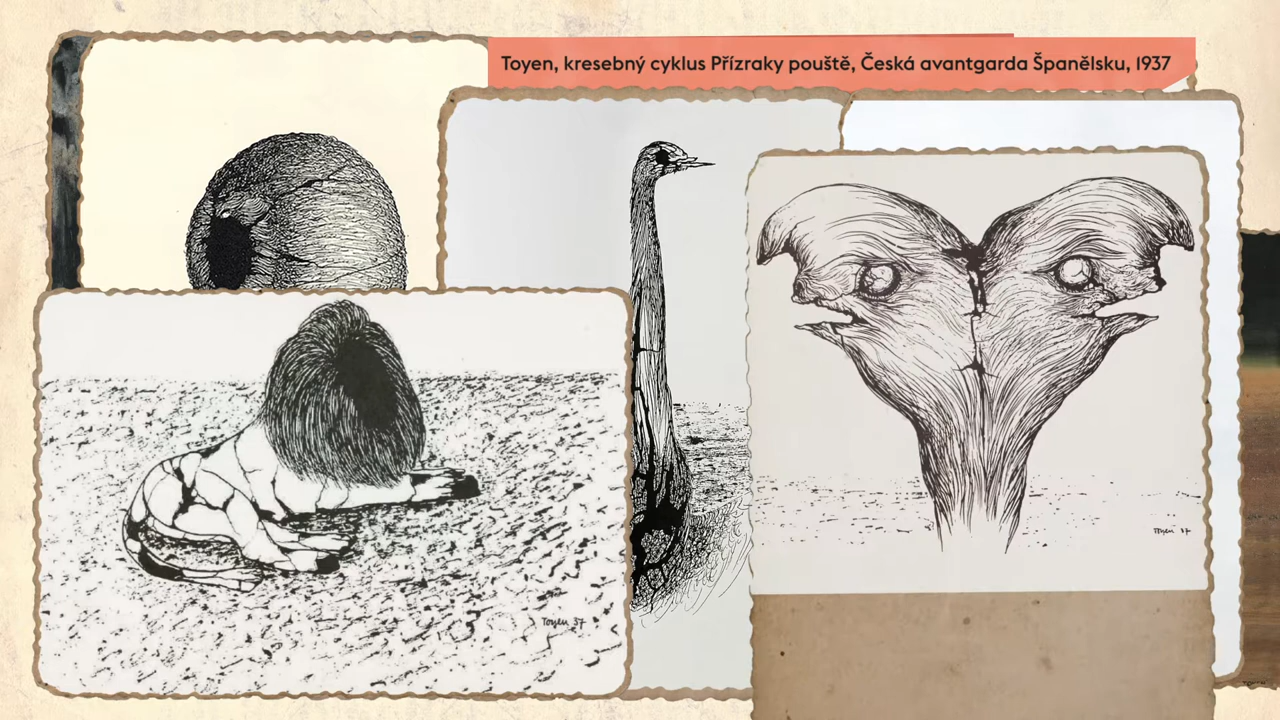 Toyen, kresebný cyklus Přízraky pouště, Česká avantgarda Španělsku, 1937
Toyen 37
Toyen 37